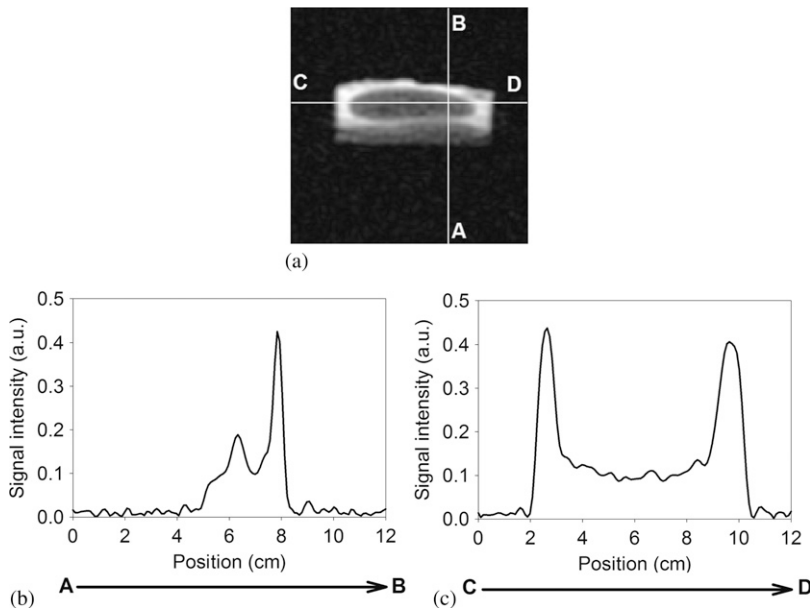 B
C
D
A
(a)
0.5
0.4
0.3
0.2
0.1
0.0
Signal intensity (a.u.)
0 2 4 6 8 10 12
Position (cm)
(b) A B
0.5
0.4
0.3
0.2
0.1
0.0
Signal intensity (a.u.)
0 2 4 6 8 10 12
Position (cm)
(c) C D